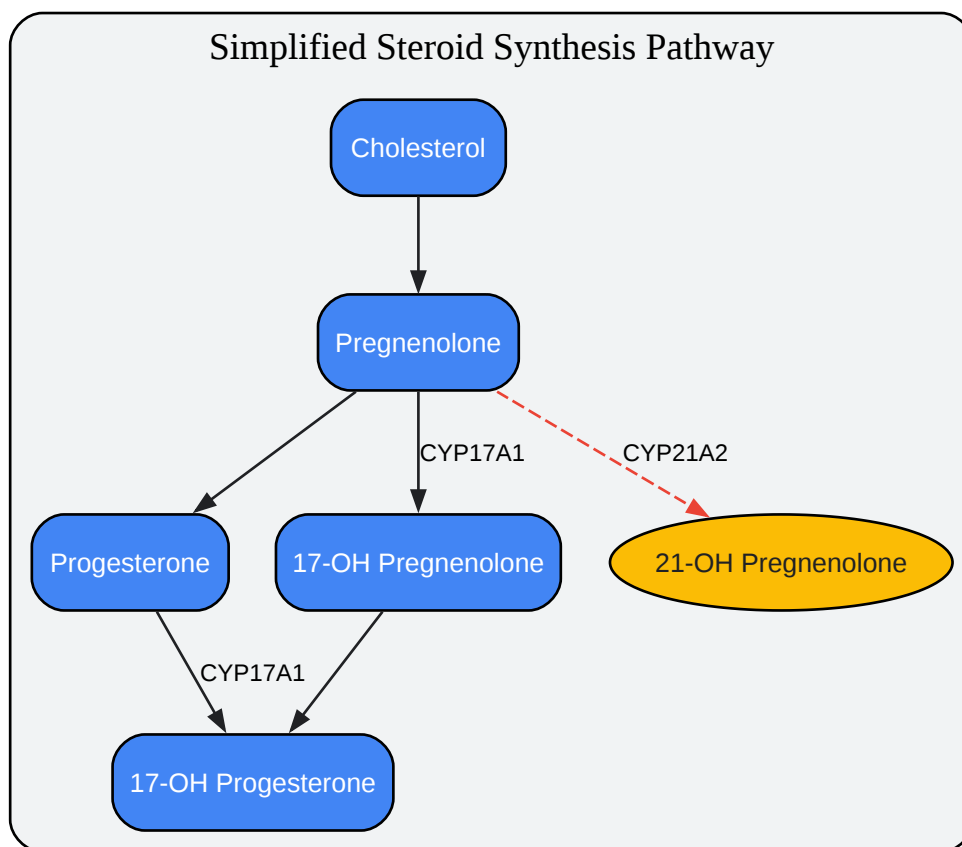 Simplified Steroid Synthesis Pathway
Cholesterol
Pregnenolone
CYP17A1
CYP21A2
Progesterone
17-OH Pregnenolone
21-OH Pregnenolone
CYP17A1
17-OH Progesterone